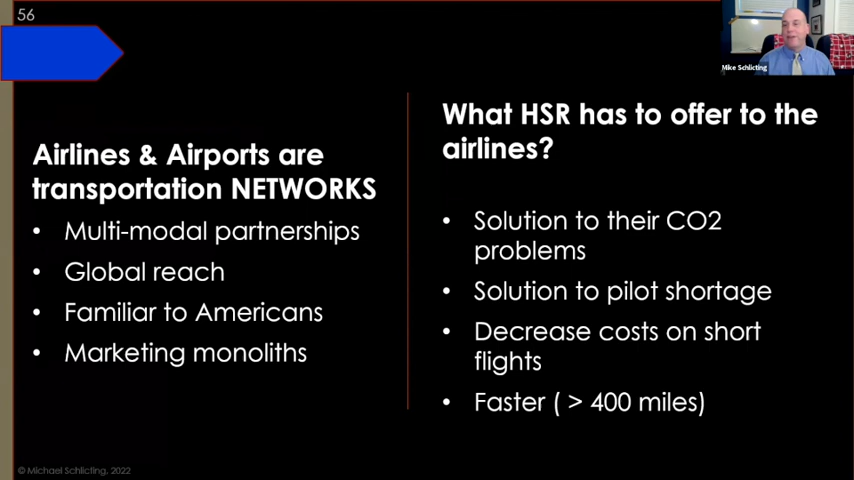 56
Mike Schlicting
Airlines & Airports are
transportation NETWORKS
• Multi-modal partnerships
• Global reach
• Familiar to Americans
• Marketing monoliths
What HSR has to offer to the
airlines?
• Solution to their CO2
problems
• Solution to pilot shortage
• Decrease costs on short
flights
• Faster ( > 400 miles)
© Michael Schlicting, 2022